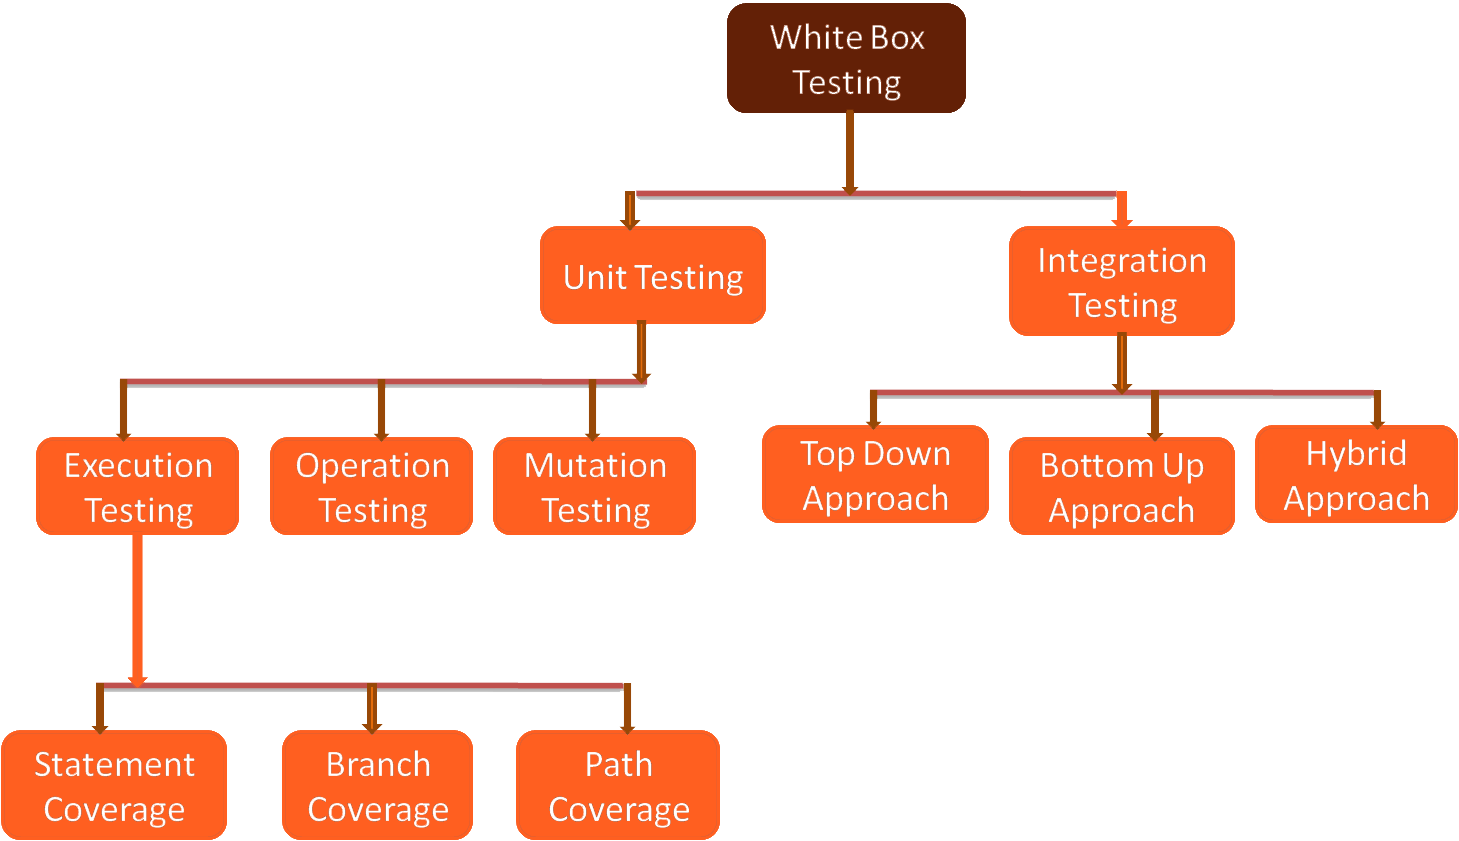 White Box
Testing
Unit Testing
Integration
Testing
Execution
Testing
Operation
Testing
Mutation
Testing
Top Down
Approach
Bottom Up
Approach
Hybrid
Approach
Statement
Coverage
Branch
Coverage
Path
Coverage